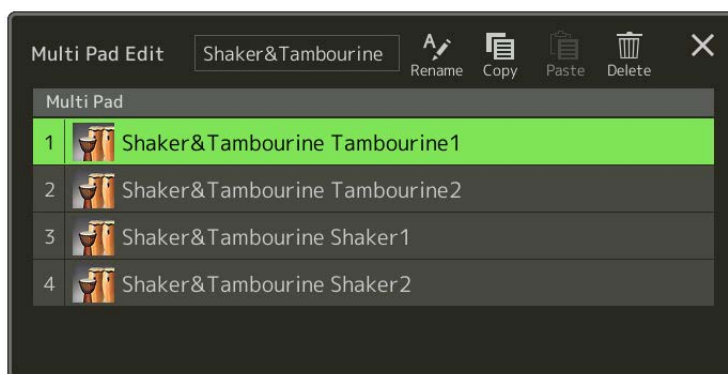 Multi Pad Edit Shaker&Tambourine Rename Copy Paste Delete
Multi Pad
1 Shaker&Tambourine Tambourine1
2 Shaker&Tambourine Tambourine2
3 Shaker&Tambourine Shaker1
4 Shaker&Tambourine Shaker2